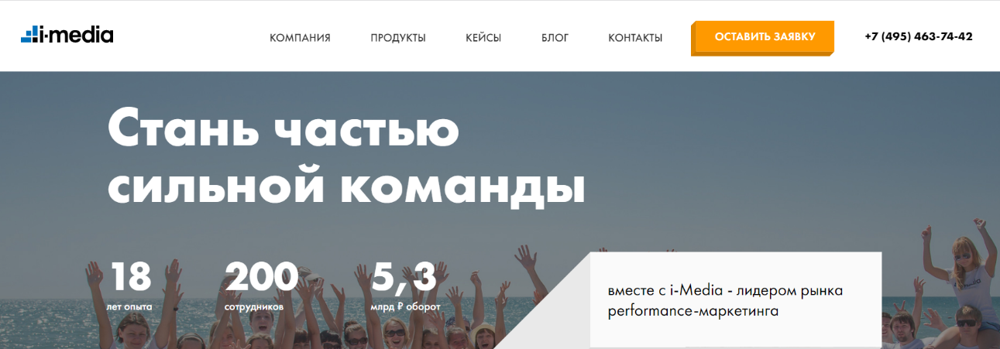 i-media
КОМПАНИЯ ПРОДУКТЫ КЕЙСЫ БЛОГ КОНТАКТЫ ОСТАВИТЬ ЗАЯВКУ +7 (495) 463-74-42
Стань частью
сильной команды
18 200 5,3
лет опыта сотрудников млрд ₽ оборот
вместе с i-Media - лидером рынка
performance-маркетинга